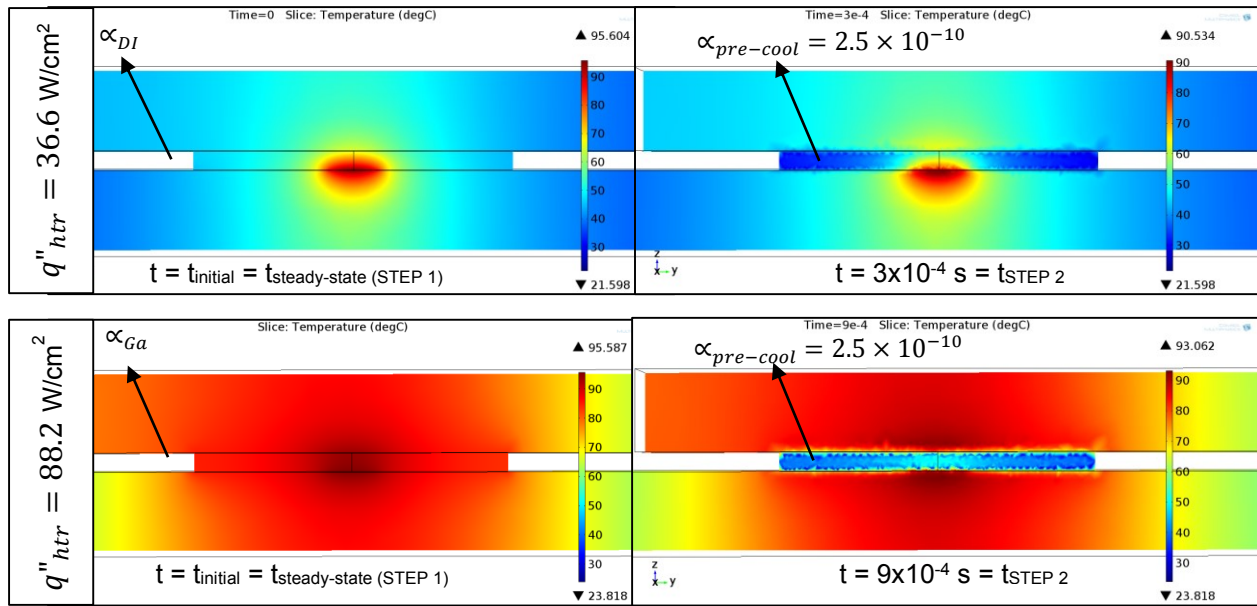 q"htr = 36.6 W/cm²
Time=0 Slice: Temperature (degC)
∝DI
▲ 95.604
90
80
70
60
50
40
30
▼ 21.598
t = tinitial = tsteady-state (STEP 1)
Time=3e-4 Slice: Temperature (degC)
∝pre−cool = 2.5 × 10⁻¹⁰
▲ 90.534
90
80
70
60
50
40
30
▼ 21.598
z
x
y
t = 3x10⁻⁴ s = tSTEP 2
q"htr = 88.2 W/cm²
Slice: Temperature (degC)
∝Ga
▲ 95.587
90
80
70
60
50
40
30
▼ 23.818
t = tinitial = tsteady-state (STEP 1)
Time=9e-4 Slice: Temperature (degC)
∝pre−cool = 2.5 × 10⁻¹⁰
▲ 93.062
90
80
70
60
50
40
30
▼ 23.818
z
x
y
t = 9x10⁻⁴ s = tSTEP 2